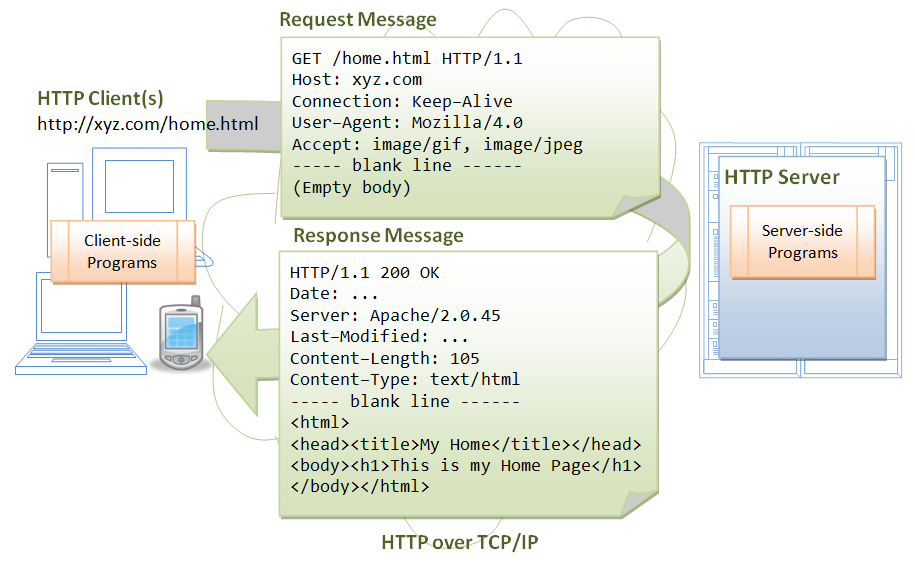 Request Message
GET /home.html HTTP/1.1
Host: xyz.com
Connection: Keep-Alive
User-Agent: Mozilla/4.0
Accept: image/gif, image/jpeg
----- blank line ------
(Empty body)
HTTP Client(s)
http://xyz.com/home.html
Client-side
Programs
HTTP Server
Server-side
Programs
Response Message
HTTP/1.1 200 OK
Date: ...
Server: Apache/2.0.45
Last-Modified: ...
Content-Length: 105
Content-Type: text/html
----- blank line ------
<html>
<head><title>My Home</title></head>
<body><h1>This is my Home Page</h1>
</body></html>
HTTP over TCP/IP